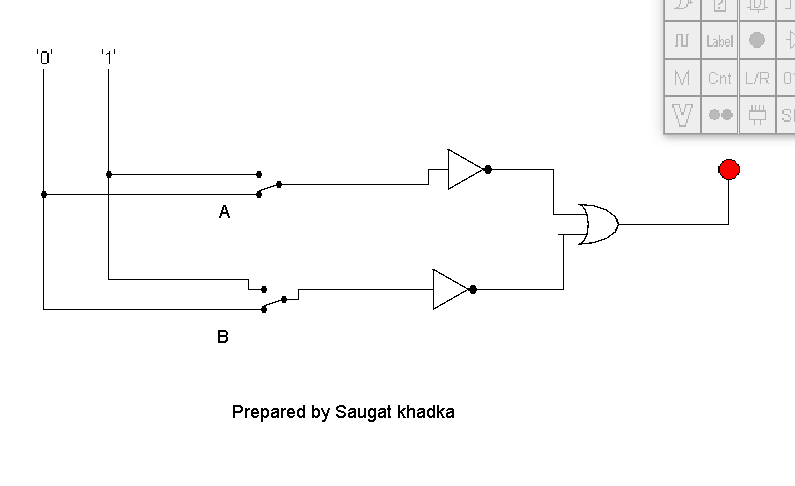 '0' '1'
Label
M Cnt L/R
A
B
Prepared by Saugat khadka